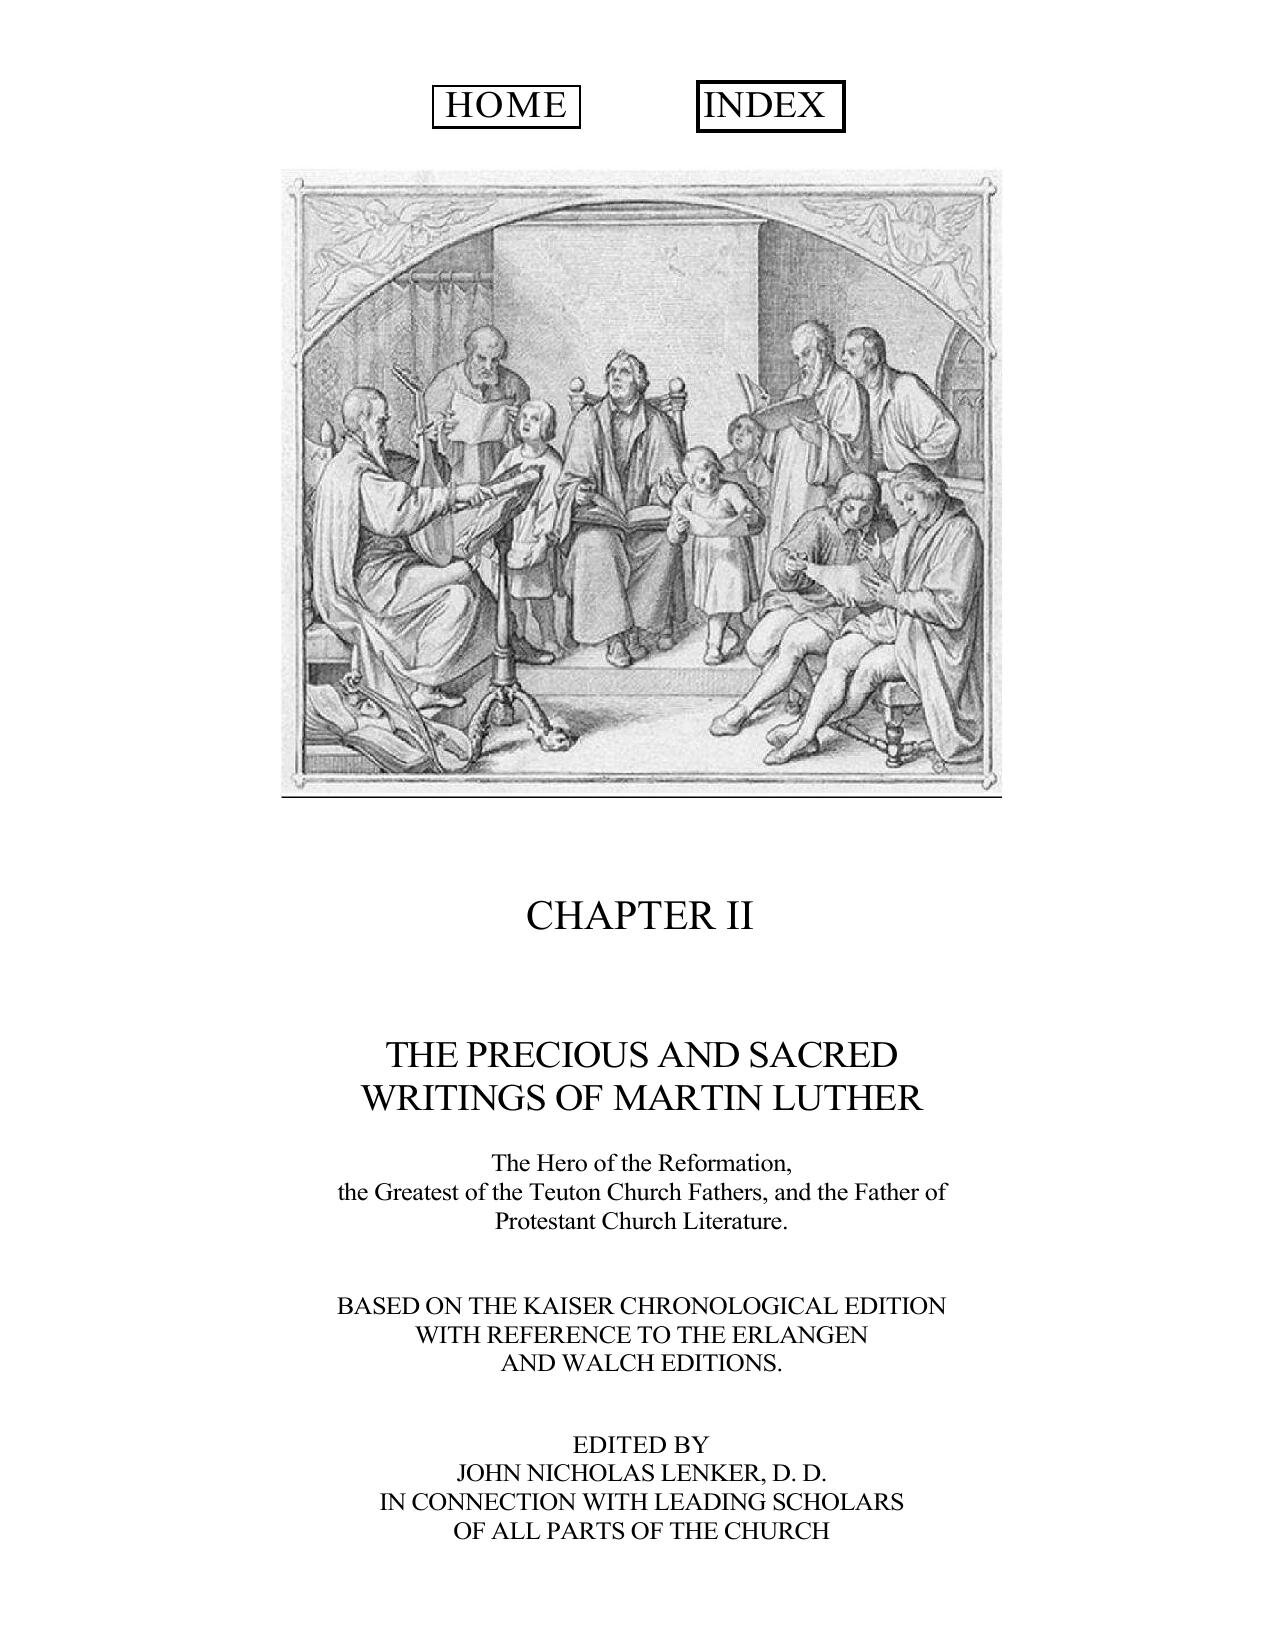 HOME INDEX
CHAPTER II
THE PRECIOUS AND SACRED
WRITINGS OF MARTIN LUTHER
The Hero of the Reformation,
the Greatest of the Teuton Church Fathers, and the Father of
Protestant Church Literature.
BASED ON THE KAISER CHRONOLOGICAL EDITION
WITH REFERENCE TO THE ERLANGEN
AND WALCH EDITIONS.
EDITED BY
JOHN NICHOLAS LENKER, D. D.
IN CONNECTION WITH LEADING SCHOLARS
OF ALL PARTS OF THE CHURCH